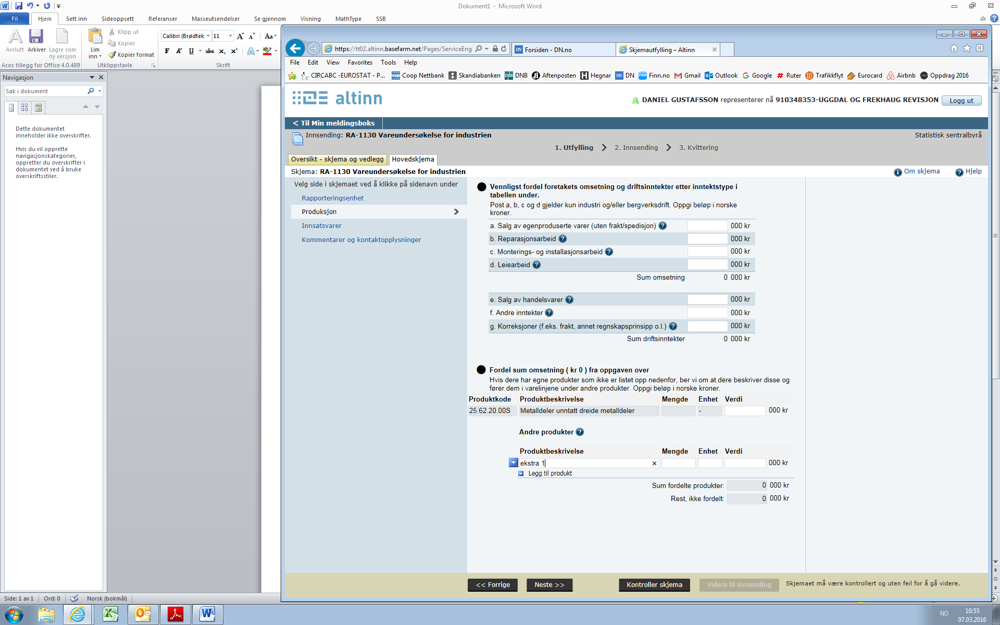 Dokument1 - Microsoft Word
Fil Hjem Sett inn Sideoppsett Referanser Masseutsendelser Se gjennom Visning MathType SSB
Avslutt Arkiver Lagre som ny versjon
Acos tillegg for Office 4.0.489
Lim inn
Klipp ut
Kopier
Kopier format
Utklippstavle
Calibri (Brødtek 11 Aa
F K U abc x₂ x² A ab
Skrift
Navigasjon
Søk i dokument
Dette dokumentet
inneholder ikke overskrifter.
Hvis du vil opprette
navigasjonskategorier,
oppretter du overskrifter i
dokumentet ved å bruke
overskriftsstiler.
https://tt02.altinn.basefarm.net/Pages/ServiceEng
DN Forsiden - DN.no
Skjemautfylling – Altinn
File Edit View Favorites Tools Help
CIRCABC -EUROSTAT - P... Coop Nettbank Skandiabanken DNB DNB Aftenposten H Hegnar DN DN Finn.no Gmail Outlook Google # Ruter Trafikkflyt Eurocard Airbnb Oppdrag 2016
altinn
DANIEL GUSTAFSSON representerer nå 910348353-UGGDAL OG FREKHAUG REVISJON Logg ut
< Til Min meldingsboks
Innsending: RA-1130 Vareundersøkelse for industrien
Statistisk sentralbyrå
1. Utfylling 2. Innsending 3. Kvittering
Oversikt - skjema og vedlegg Hovedskjema
Skjema: RA-1130 Vareundersøkelse for industrien
Om skjema Hjelp
Velg side i skjemaet ved å klikke på sidenavn under
Rapporteringsenhet
Produksjon
Innsatsvarer
Kommentarer og kontaktopplysninger
Vennligst fordel foretakets omsetning og driftsinntekter etter inntektstype i
tabellen under.
Post a, b, c og d gjelder kun industri og/eller bergverksdrift. Oppgi beløp i norske
kroner.
a. Salg av egenproduserte varer (uten frakt/spedisjon) ? 000 kr
b. Reparasjonsarbeid ? 000 kr
c. Monterings- og installasjonsarbeid ? 000 kr
d. Leiearbeid ? 000 kr
Sum omsetning 0 000 kr
e. Salg av handelsvarer ? 000 kr
f. Andre inntekter ? 000 kr
g. Korreksjoner (f.eks. frakt, annet regnskapsprinsipp o.l.) ? 000 kr
Sum driftsinntekter 0 000 kr
Fordel sum omsetning ( kr 0 ) fra oppgaven over
Hvis dere har egne produkter som ikke er listet opp nedenfor, ber vi om at dere beskriver disse og
fører dem i varelinjene under andre produkter. Oppgi beløp i norske kroner.
Produktkode Produktbeskrivelse Mengde Enhet Verdi
25.62.20.00S Metalldeler unntatt dreide metalldeler - 000 kr
Andre produkter ?
Produktbeskrivelse Mengde Enhet Verdi
ekstra 1 × 000 kr
Legg til produkt
Sum fordelte produkter: 0 000 kr
Rest, ikke fordelt: 0 000 kr
<< Forrige Neste >> Kontroller skjema Videre til innsending Skjemaet må være kontrollert og uten feil for å gå videre.
Side: 1 av 1 Ord: 0 Norsk (bokmål)
NO
10:55
07.03.2016